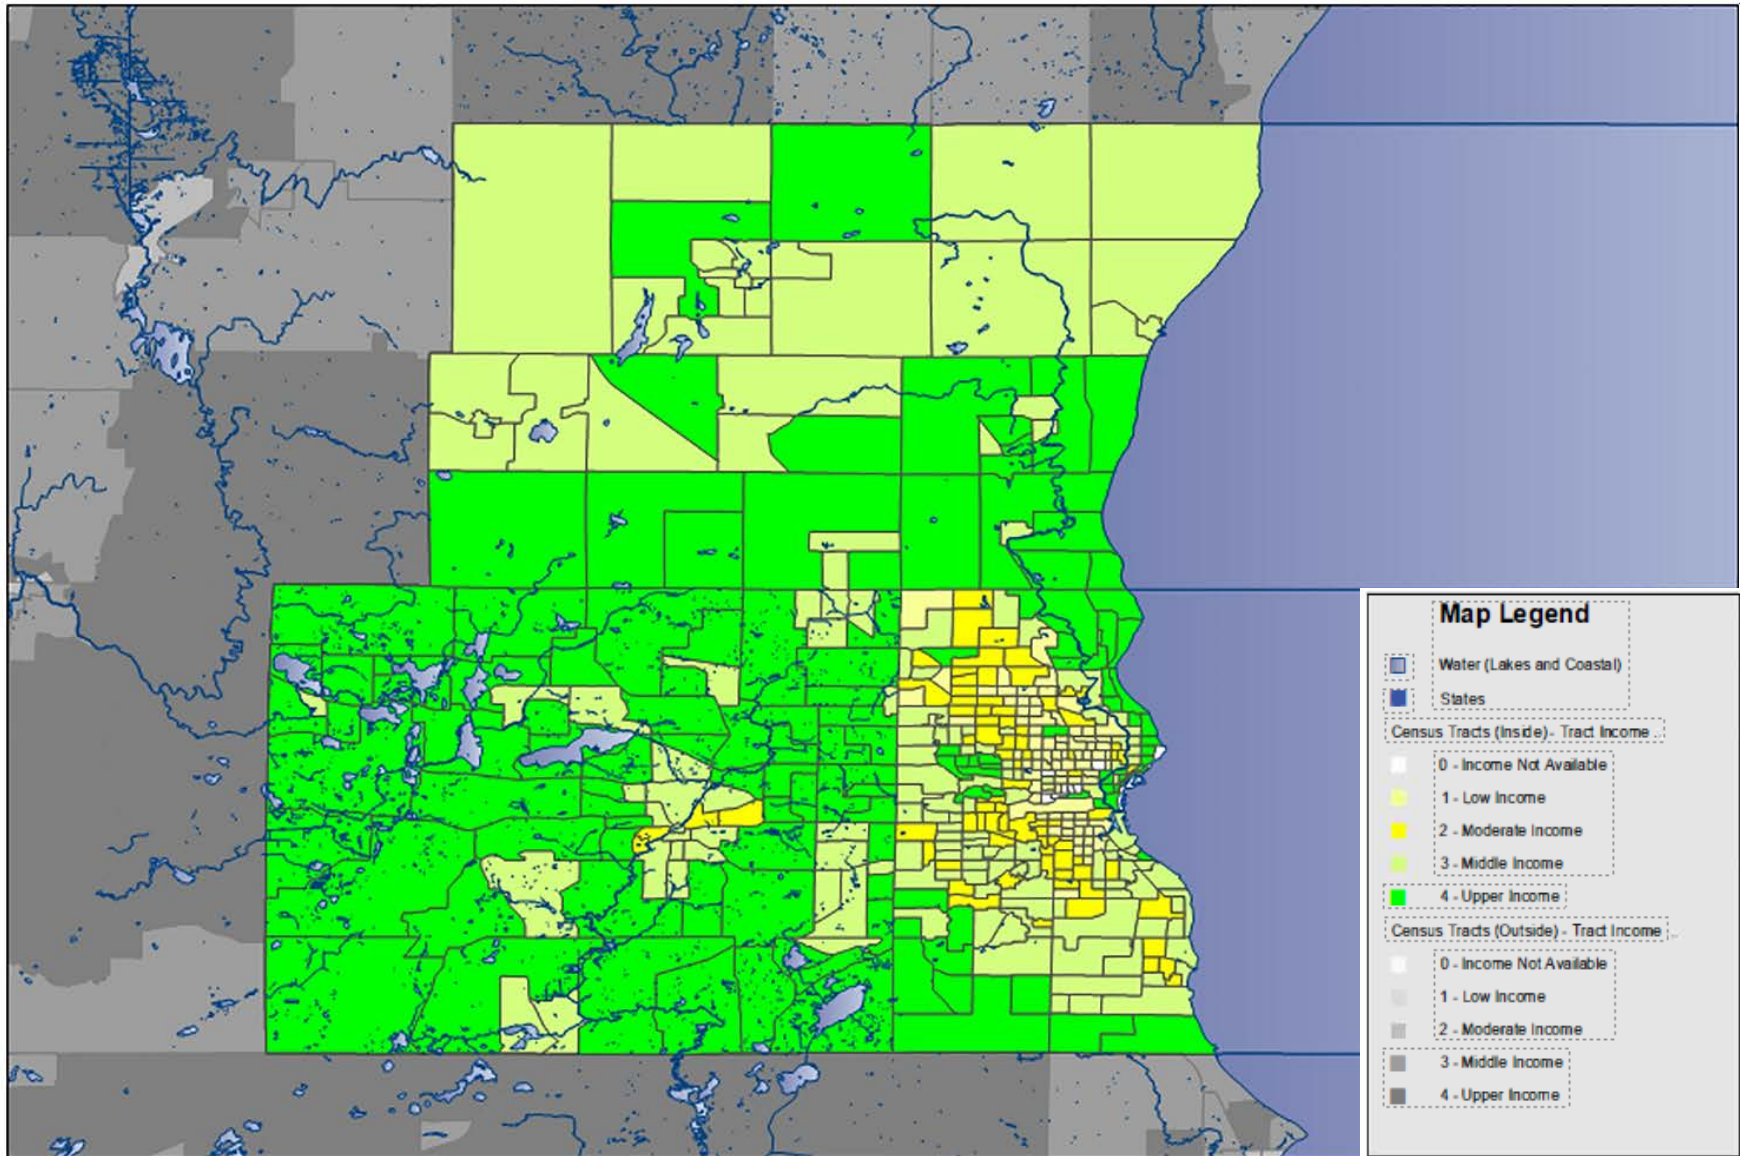 Map Legend
Water (Lakes and Coastal)
States
Census Tracts (Inside) - Tract Income ...
0 - Income Not Available
1 - Low Income
2 - Moderate Income
3 - Middle Income
4 - Upper Income
Census Tracts (Outside) - Tract Income ...
0 - Income Not Available
1 - Low Income
2 - Moderate Income
3 - Middle Income
4 - Upper Income